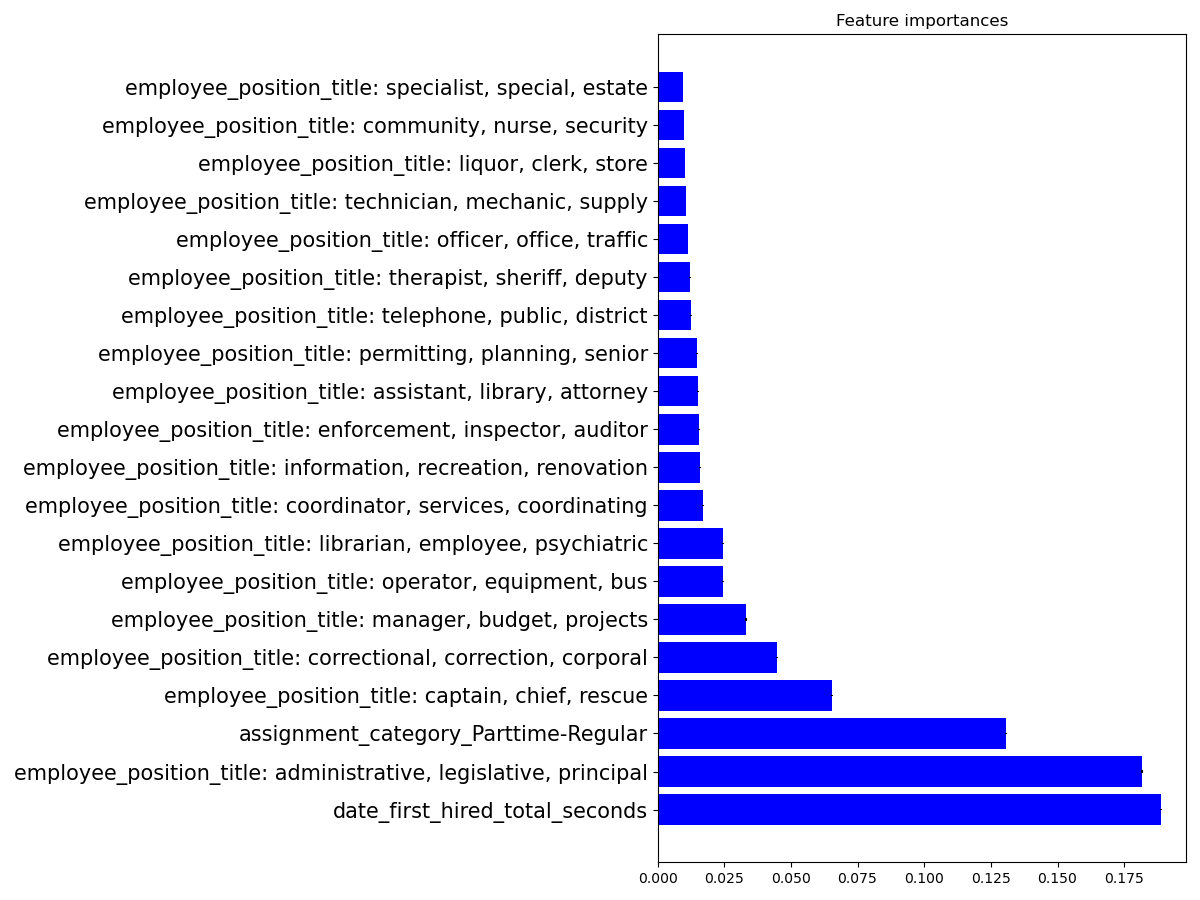 Feature importances
employee_position_title: specialist, special, estate
employee_position_title: community, nurse, security
employee_position_title: liquor, clerk, store
employee_position_title: technician, mechanic, supply
employee_position_title: officer, office, traffic
employee_position_title: therapist, sheriff, deputy
employee_position_title: telephone, public, district
employee_position_title: permitting, planning, senior
employee_position_title: assistant, library, attorney
employee_position_title: enforcement, inspector, auditor
employee_position_title: information, recreation, renovation
employee_position_title: coordinator, services, coordinating
employee_position_title: librarian, employee, psychiatric
employee_position_title: operator, equipment, bus
employee_position_title: manager, budget, projects
employee_position_title: correctional, correction, corporal
employee_position_title: captain, chief, rescue
assignment_category_Parttime-Regular
employee_position_title: administrative, legislative, principal
date_first_hired_total_seconds
0.000 0.025 0.050 0.075 0.100 0.125 0.150 0.175